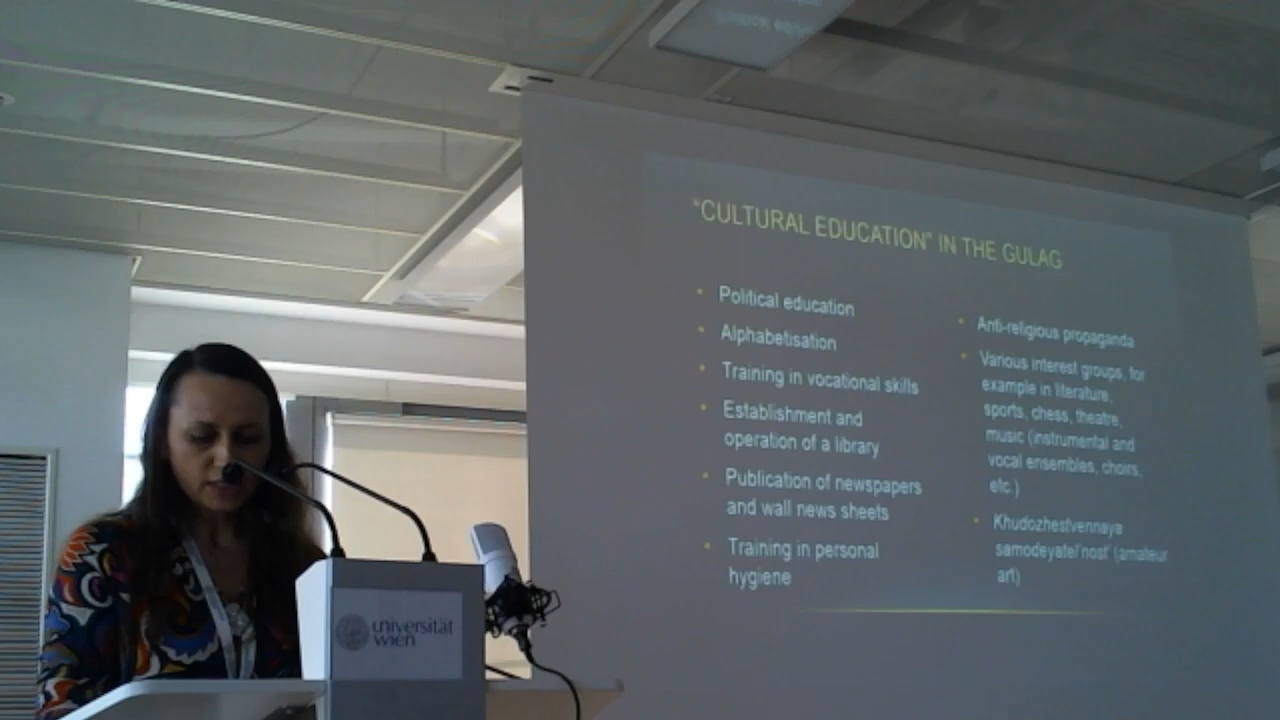 “CULTURAL EDUCATION” IN THE GULAG
Political education
Alphabetisation
Training in vocational skills
Establishment and
operation of a library
Publication of newspapers
and wall news sheets
Training in personal
hygiene
Anti-religious propaganda
Various interest groups, for
example in literature,
sports, chess, theatre,
music (instrumental and
vocal ensembles, choirs,
etc.)
Khudozhestvennaya
samodeyatel'nost' (amateur
art)
universität
wien